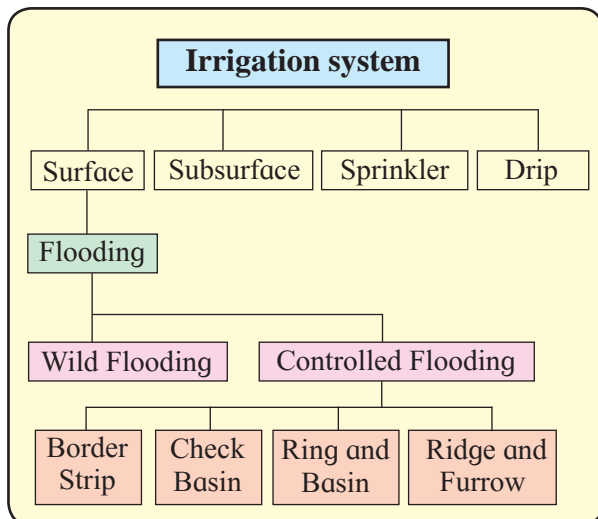 Irrigation system
Surface
Subsurface
Sprinkler
Drip
Flooding
Wild Flooding
Controlled Flooding
Border
Strip
Check
Basin
Ring and
Basin
Ridge and
Furrow